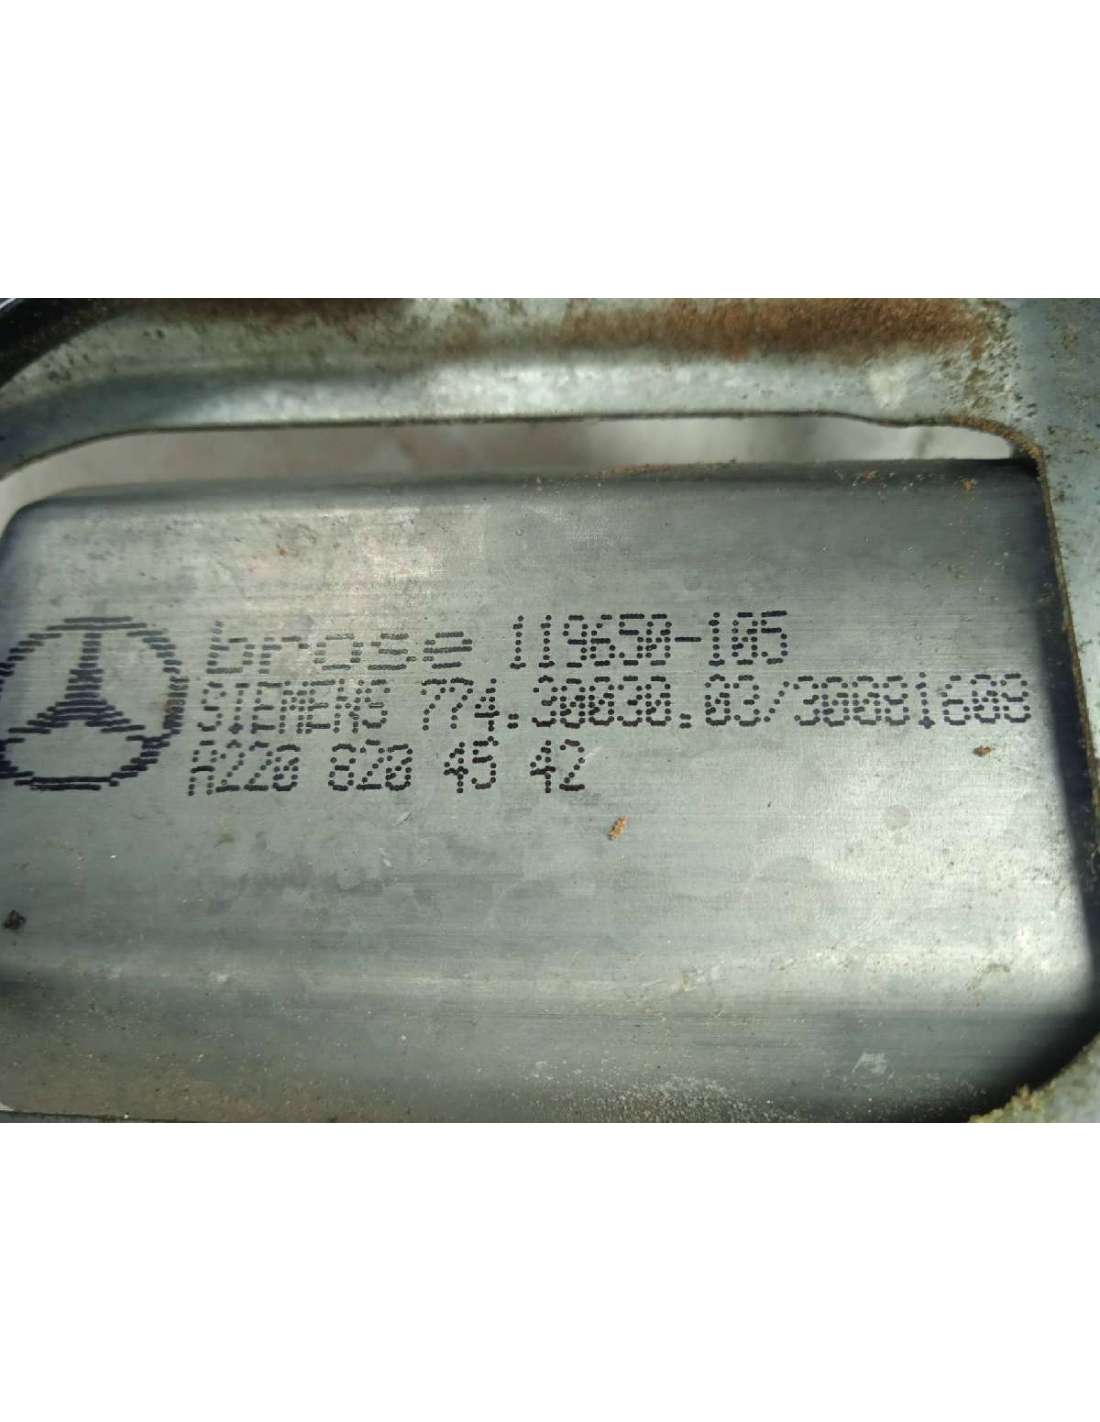 brose 119650-105
SIEMENS 774.30030.03/30081608
A220 820 45 42